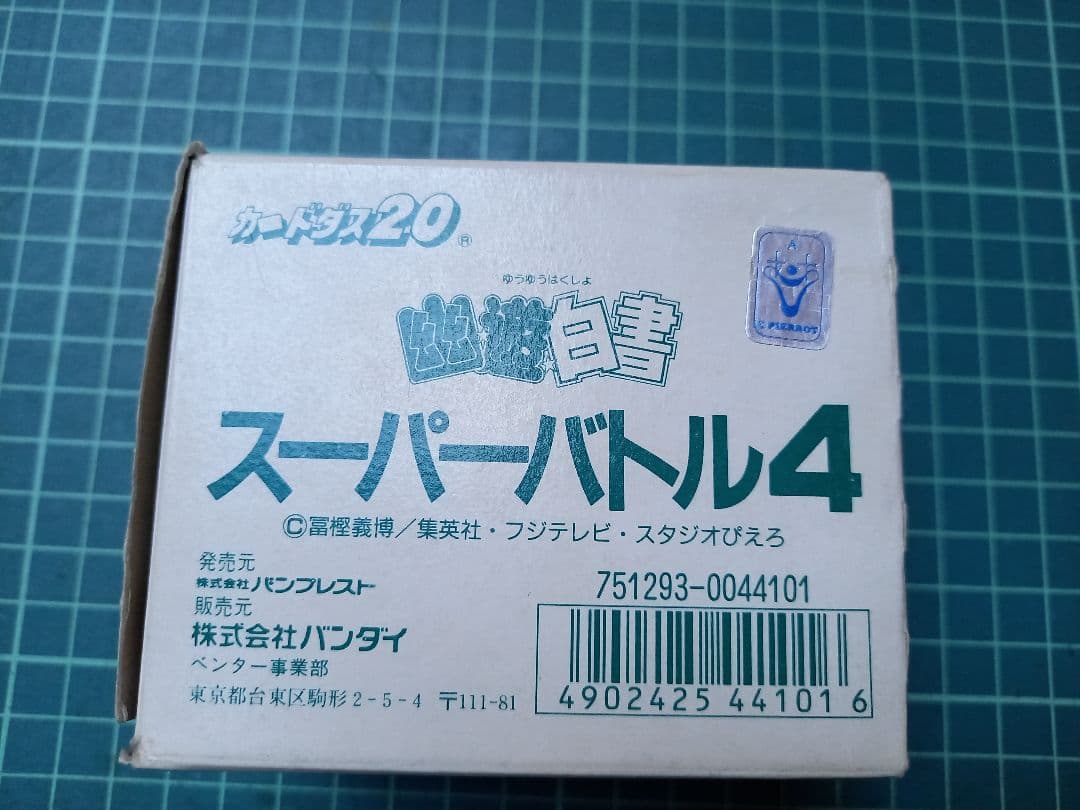 カードダス20®
A
© PIERROT
ゆうゆうはくしょ
幽遊白書
スーパーバトル4
©冨樫義博／集英社・フジテレビ・スタジオぴえろ
発売元
株式会社 バンプレスト
販売元
株式会社バンダイ
ベンター事業部
東京都台東区駒形2-5-4 〒111-81
751293-0044101
4902425 441016